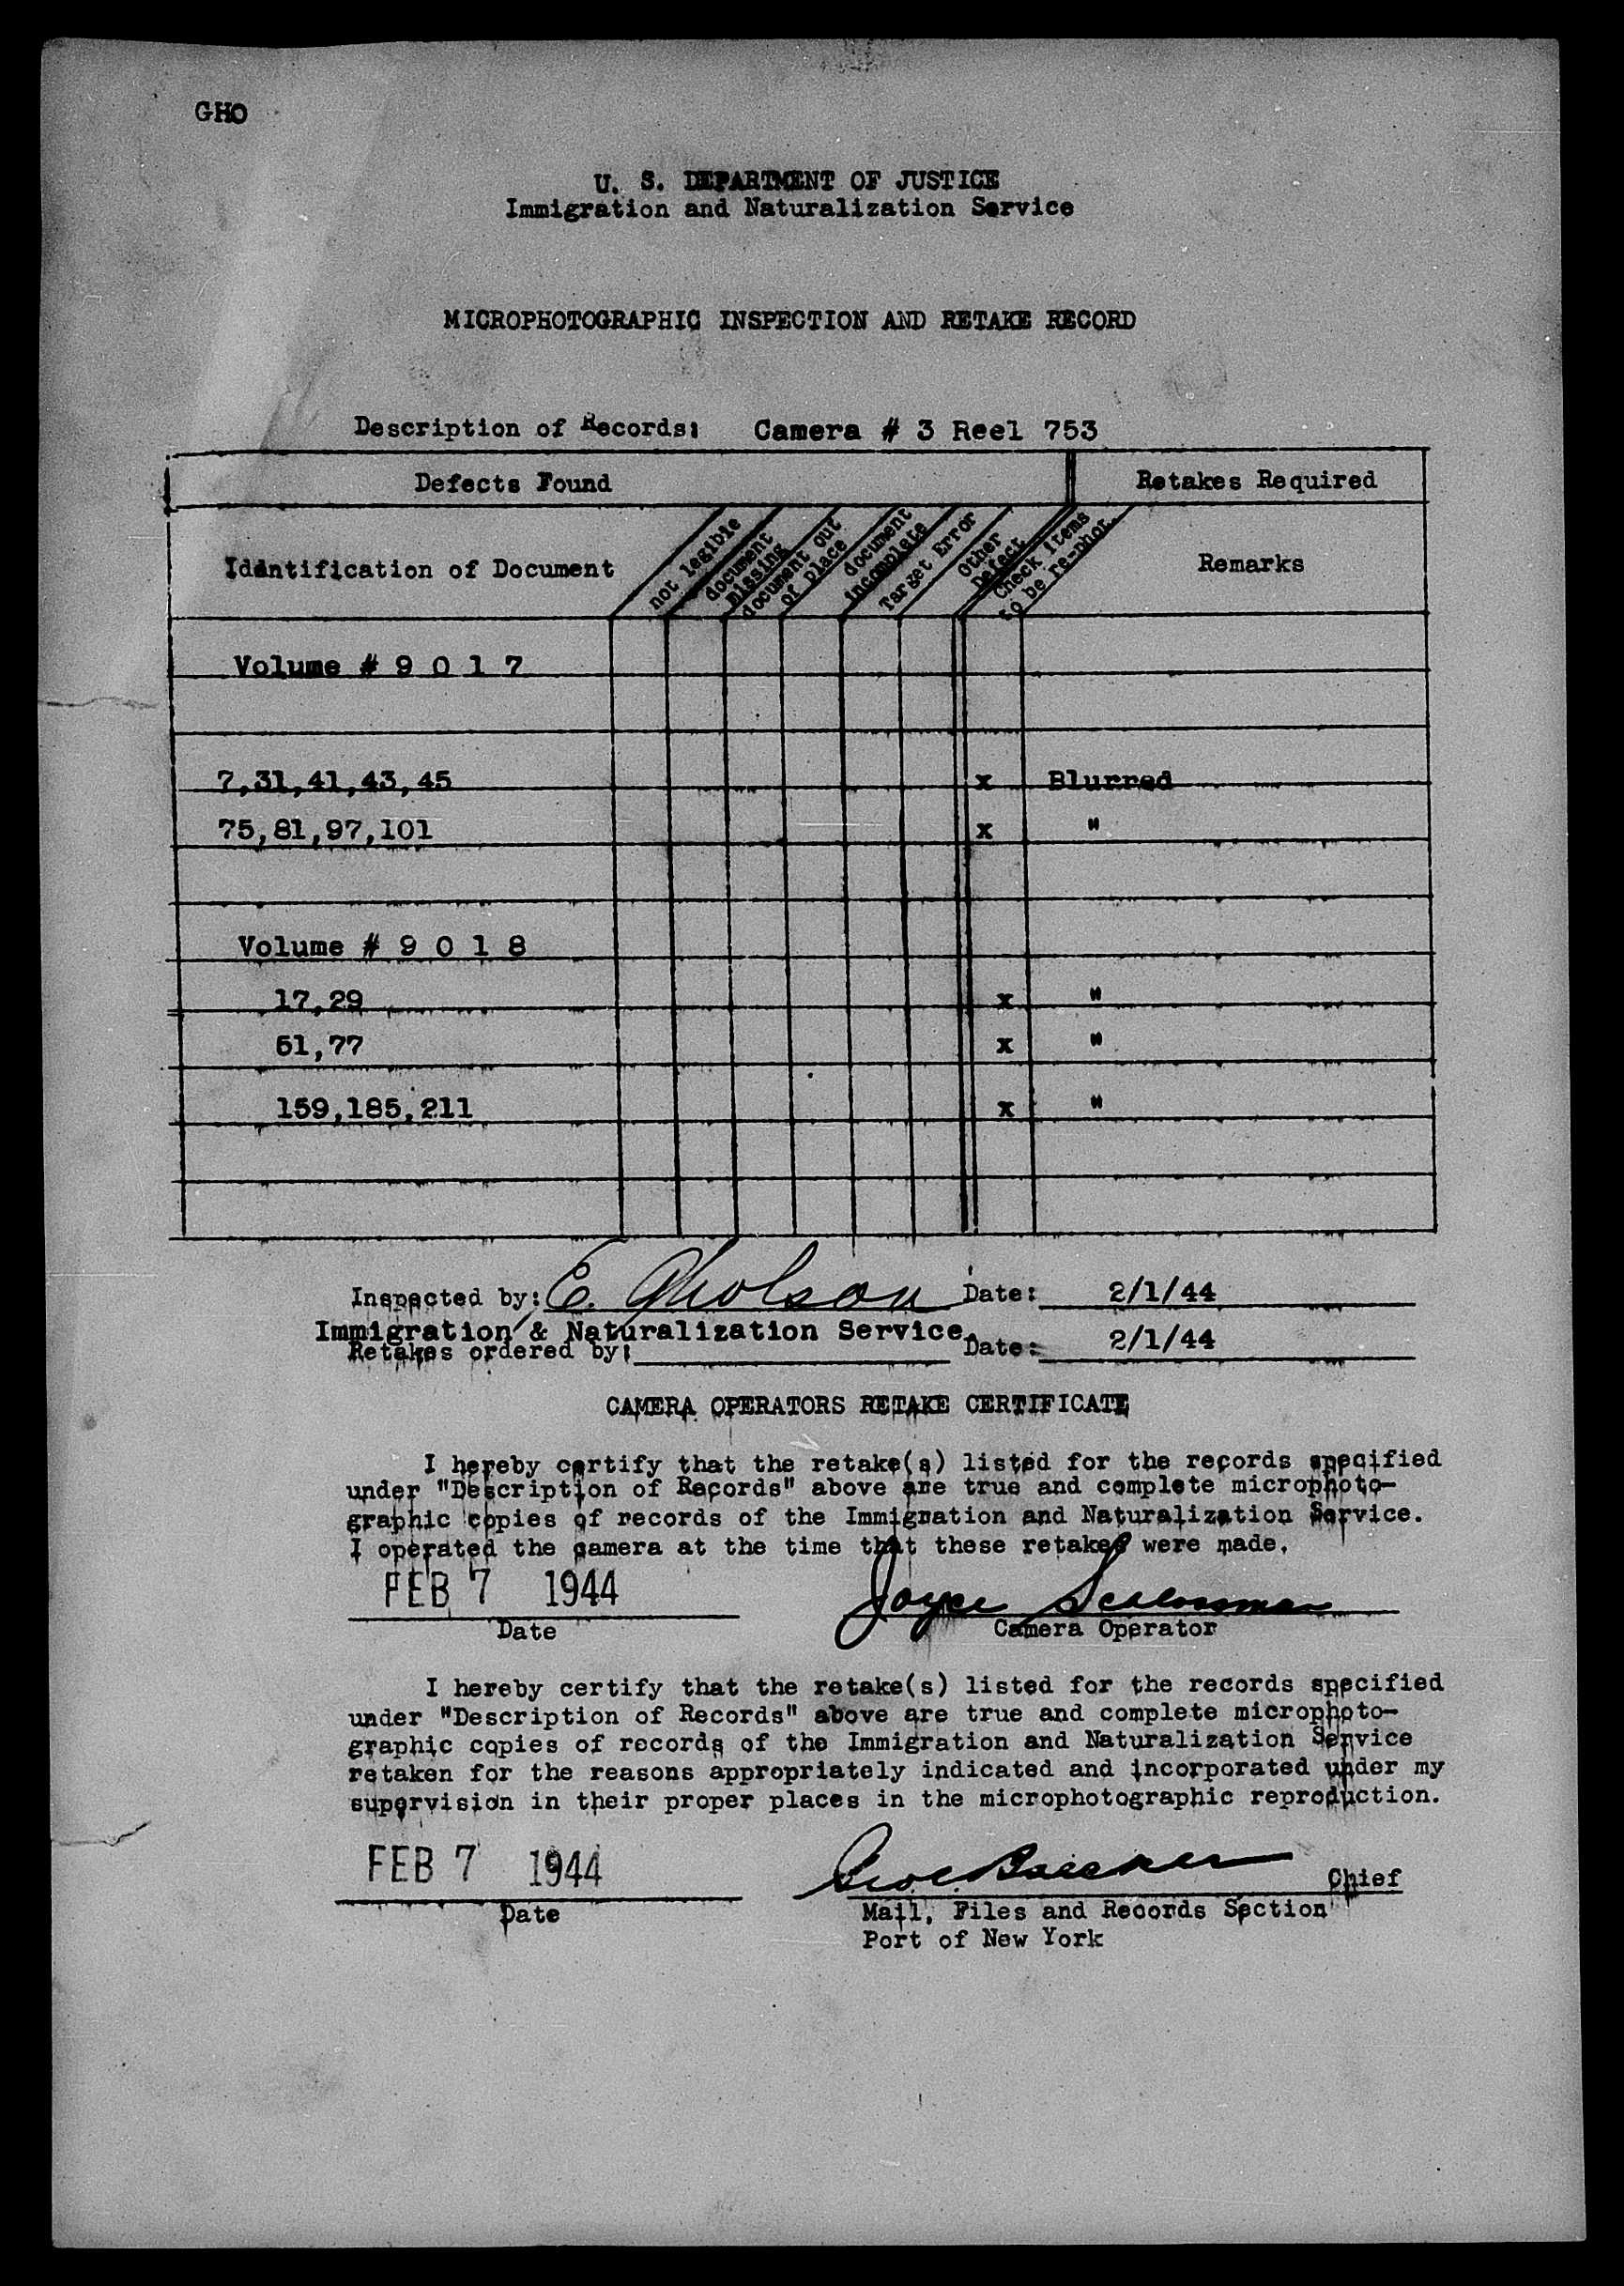 GHO
U. S. DEPARTMENT OF JUSTICE
Immigration and Naturalization Service
MICROPHOTOGRAPHIC INSPECTION AND RETAKE RECORD
Description of Records: Camera # 3 Reel 753
Defects Found Retakes Required
Identification of Document
not legible
document missing
document out of place
document incomplete
Target Error
Other Defect
Check items to be re-phot.
Remarks
Volume # 9 0 1 7
7,31,41,43,45 x Blurred
75,81,97,101 x "
Volume # 9 0 1 8
17,29 x "
51,77 x "
159,185,211 x "
Inspected by: E. Gholson Date: 2/1/44
Immigration & Naturalization Service.
Retakes ordered by: Date: 2/1/44
CAMERA OPERATORS RETAKE CERTIFICATE
I hereby certify that the retake(s) listed for the records specified
under "Description of Records" above are true and complete microphoto-
graphic copies of records of the Immigration and Naturalization Service.
I operated the camera at the time that these retakes were made.
FEB 7 1944 Joyce Schlossman
Date Camera Operator
I hereby certify that the retake(s) listed for the records specified
under "Description of Records" above are true and complete microphoto-
graphic copies of records of the Immigration and Naturalization Service
retaken for the reasons appropriately indicated and incorporated under my
supervision in their proper places in the microphotographic reproduction.
FEB 7 1944
Chief
Date Mail, Files and Records Section
Port of New York